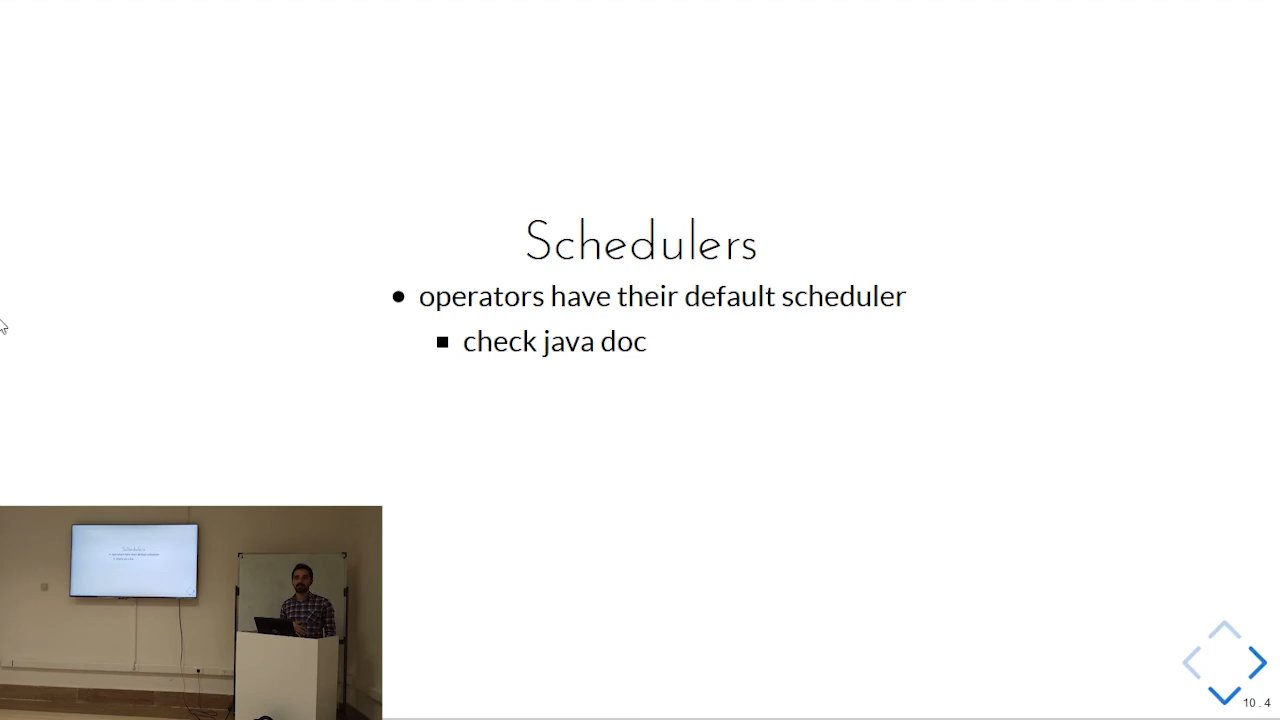 Schedulers
operators have their default scheduler
check java doc
10 . 4